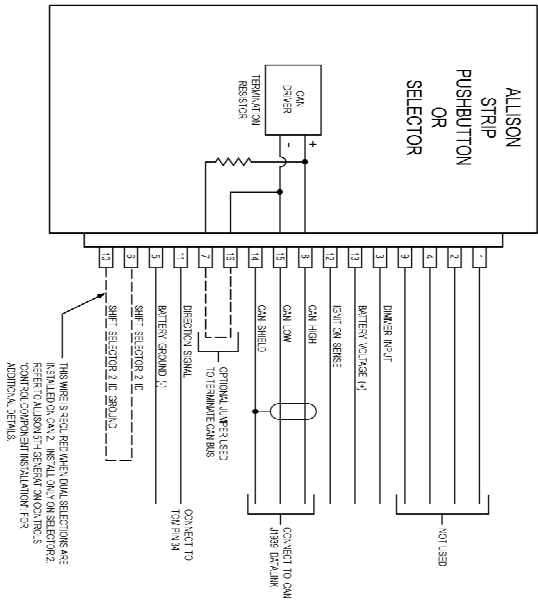 ALLISON
STRIP
PUSHBUTTON
OR
SELECTOR
CAN
DRIVER
+
-
TERMINATION
RESISTOR
1
2
4
9
NOT USED
3 DIMMER INPUT
13 BATTERY VOLTAGE (+)
12 IGNITION SENSE
8 CAN HIGH
15 CAN LOW
14 CAN SHIELD
CONNECT TO CAN
J1939 DATALINK
16
7
OPTIONAL JUMPER USED
TO TERMINATE CAN BUS
11 DIRECTION SIGNAL
CONNECT TO
TCM PIN 34
5 BATTERY GROUND (-)
6 SHIFT SELECTOR 2 ID
10 SHIFT SELECTOR 2 ID GROUND
THIS WIRE IS REQUIRED WHEN DUAL SELECTIONS ARE
INSTALLED ON CAN 2. INSTALL ONLY ON SELECTOR 2.
REFER TO ALLISON 5TH GENERATION CONTROLS
"CONTROL COMPONENT INSTALLATION" FOR
ADDITIONAL DETAILS.